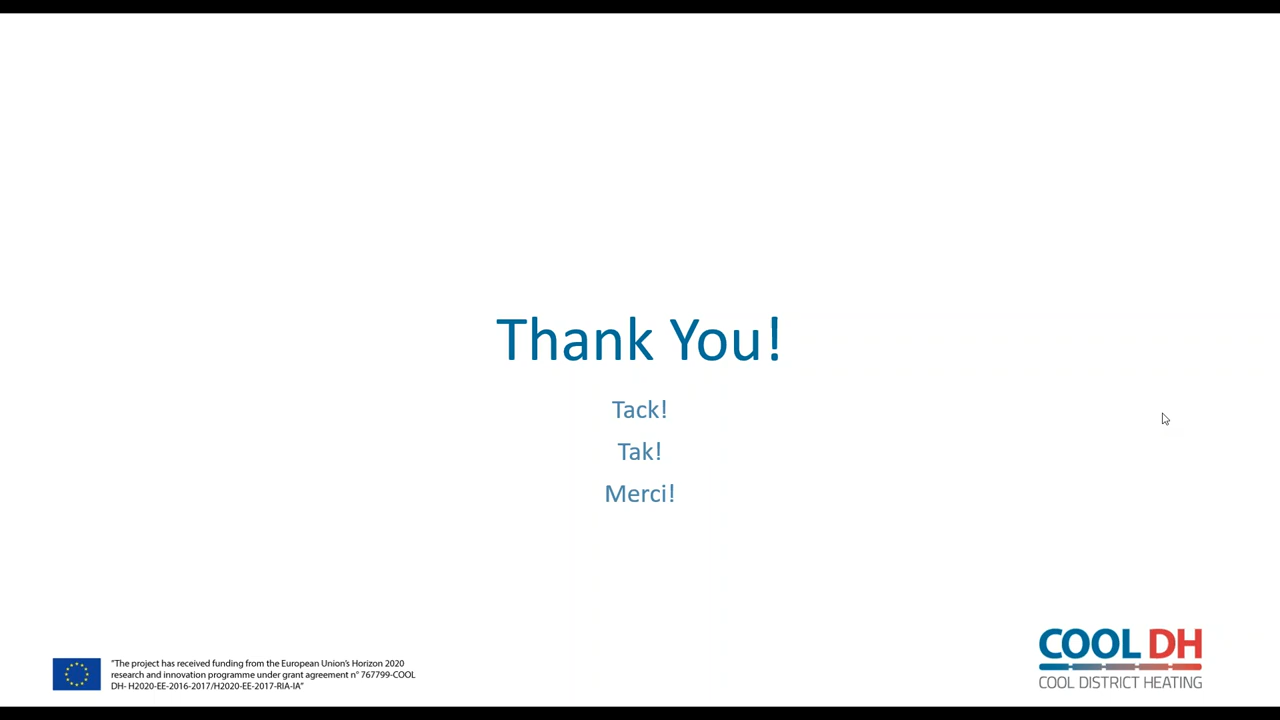 Thank You!
Tack!
Tak!
Merci!
"The project has received funding from the European Union's Horizon 2020
research and innovation programme under grant agreement n° 767799-COOL
DH- H2020-EE-2016-2017/H2020-EE-2017-RIA-IA"
COOL DH
COOL DISTRICT HEATING